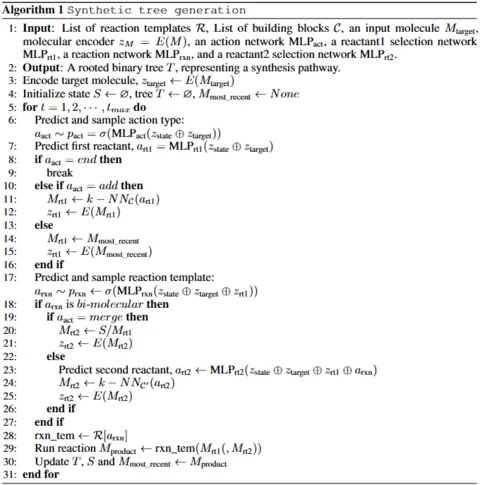 Algorithm 1 Synthetic tree generation
1: Input: List of reaction templates R, List of building blocks C, an input molecule M_target,
molecular encoder z_M = E(M), an action network MLP_act, a reactant1 selection network
MLP_rt1, a reaction network MLP_rxn, and a reactant2 selection network MLP_rt2.
2: Output: A rooted binary tree T, representing a synthesis pathway.
3: Encode target molecule, z_target ← E(M_target)
4: Initialize state S ← ∅, tree T ← ∅, M_most_recent ← None
5: for t = 1, 2, ··· , t_max do
6: Predict and sample action type:
a_act ∼ p_act = σ(MLP_act(z_state ⊕ z_target))
7: Predict first reactant, a_rt1 = MLP_rt1(z_state ⊕ z_target)
8: if a_act = end then
9: break
10: else if a_act = add then
11: M_rt1 ← k − NN_C(a_rt1)
12: z_rt1 ← E(M_rt1)
13: else
14: M_rt1 ← M_most_recent
15: z_rt1 ← E(M_most_recent)
16: end if
17: Predict and sample reaction template:
a_rxn ∼ p_rxn ← σ(MLP_rxn(z_state ⊕ z_target ⊕ z_rt1))
18: if a_rxn is bi-molecular then
19: if a_act = merge then
20: M_rt2 ← S/M_rt1
21: z_rt2 ← E(M_rt2)
22: else
23: Predict second reactant, a_rt2 ← MLP_rt2(z_state ⊕ z_target ⊕ z_rt1 ⊕ a_rxn)
24: M_rt2 ← k − NN_C′(a_rt2)
25: z_rt2 ← E(M_rt2)
26: end if
27: end if
28: rxn_tem ← R[a_rxn]
29: Run reaction M_product ← rxn_tem(M_rt1(, M_rt2))
30: Update T, S and M_most_recent ← M_product
31: end for